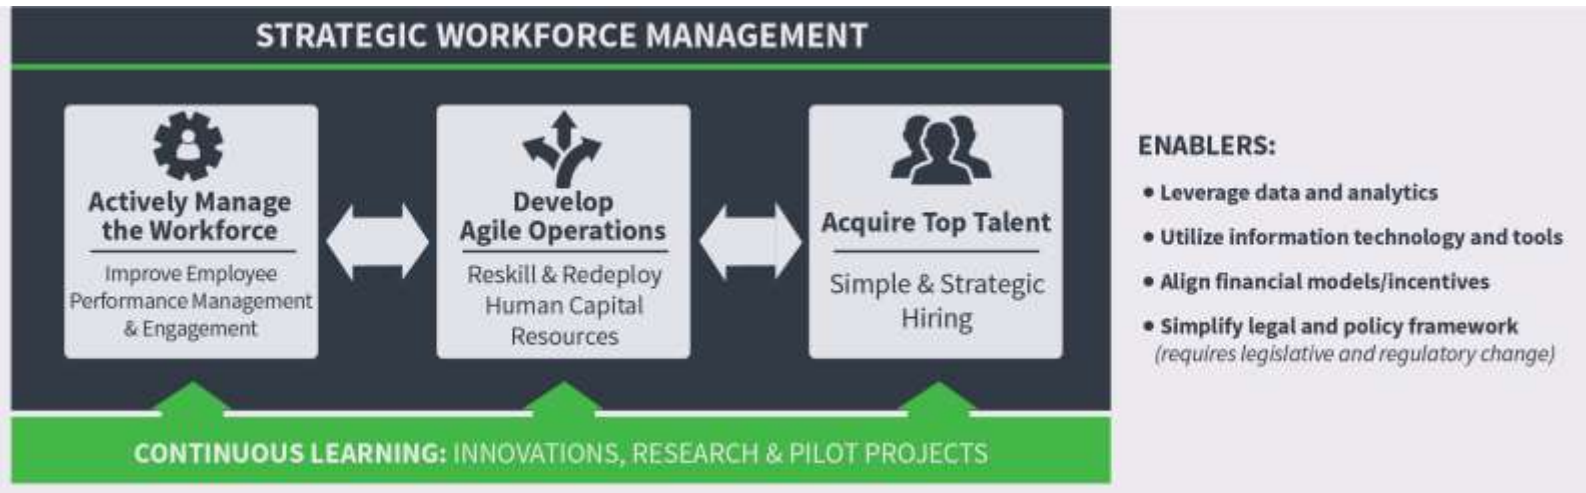 STRATEGIC WORKFORCE MANAGEMENT
Actively Manage
the Workforce
Improve Employee
Performance Management
& Engagement
Develop
Agile Operations
Reskill & Redeploy
Human Capital
Resources
Acquire Top Talent
Simple & Strategic
Hiring
CONTINUOUS LEARNING: INNOVATIONS, RESEARCH & PILOT PROJECTS
ENABLERS:
• Leverage data and analytics
• Utilize information technology and tools
• Align financial models/incentives
• Simplify legal and policy framework
(requires legislative and regulatory change)